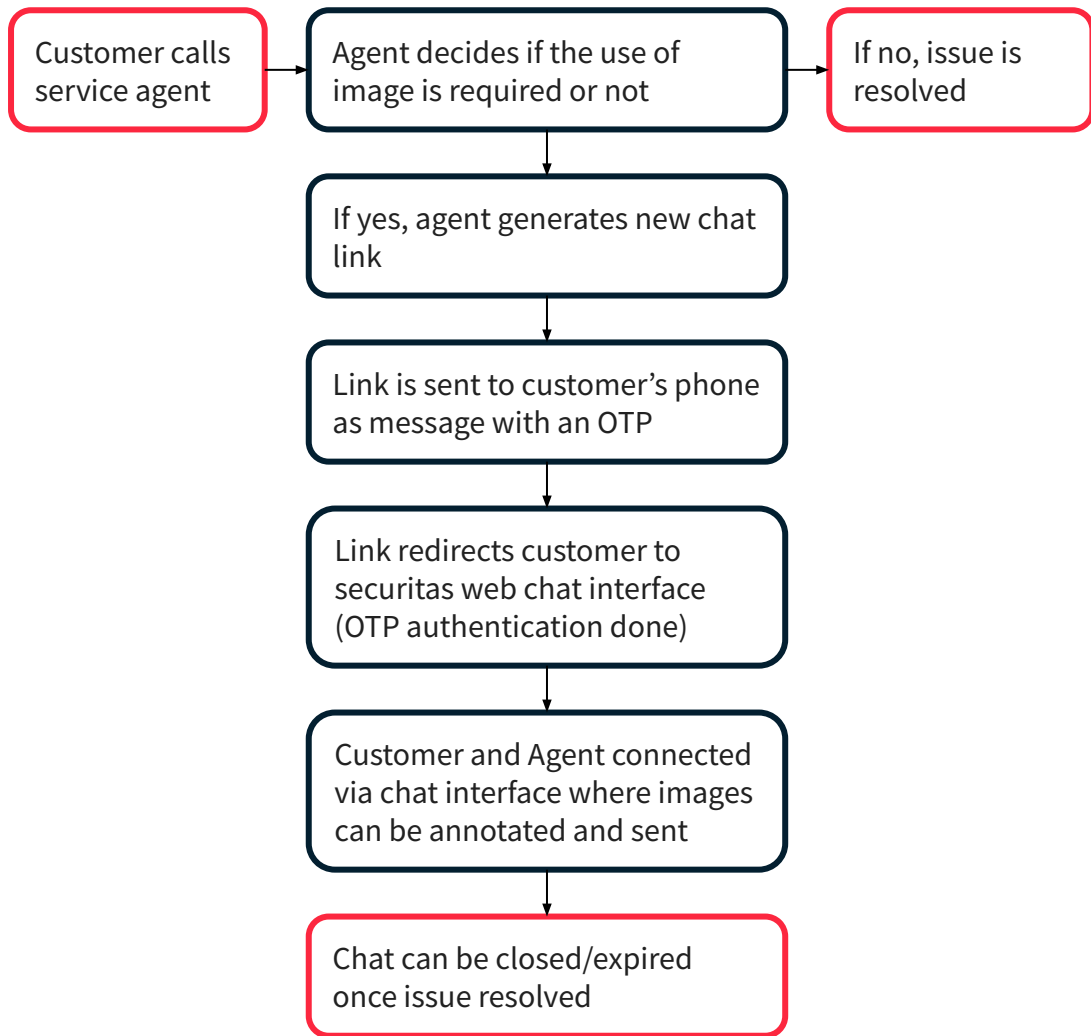 Customer calls
service agent
Agent decides if the use of
image is required or not
If no, issue is
resolved
If yes, agent generates new chat
link
Link is sent to customer’s phone
as message with an OTP
Link redirects customer to
securitas web chat interface
(OTP authentication done)
Customer and Agent connected
via chat interface where images
can be annotated and sent
Chat can be closed/expired
once issue resolved